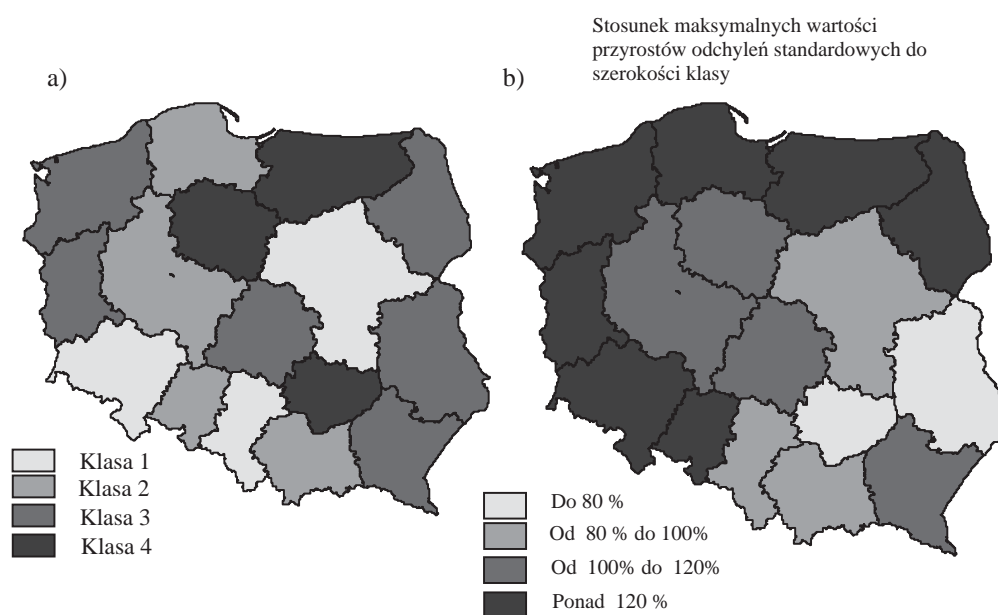 Stosunek maksymalnych wartości
przyrostów odchyleń standardowych do
szerokości klasy
a)
b)
Klasa 1
Klasa 2
Klasa 3
Klasa 4
Do 80 %
Od 80 % do 100%
Od 100% do 120%
Ponad 120 %